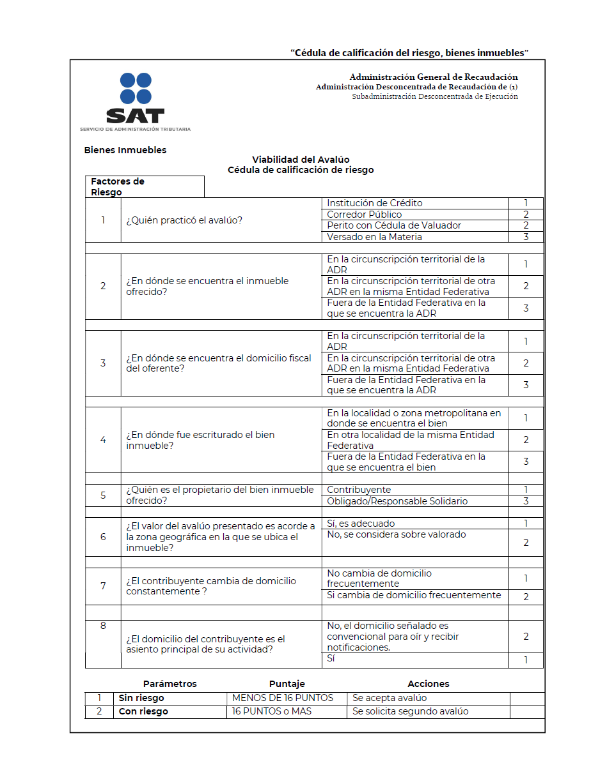 "Cédula de calificación del riesgo, bienes inmuebles"
SAT
SERVICIO DE ADMINISTRACIÓN TRIBUTARIA
Administración General de Recaudación
Administración Desconcentrada de Recaudación de (1)
Subadministración Desconcentrada de Ejecución
Bienes Inmuebles
Viabilidad del Avalúo
Cédula de calificación de riesgo
Factores de
Riesgo
1 ¿Quién practicó el avalúo?
Institución de Crédito 1
Corredor Público 2
Perito con Cédula de Valuador 2
Versado en la Materia 3
2 ¿En dónde se encuentra el inmueble
ofrecido?
En la circunscripción territorial de la
ADR 1
En la circunscripción territorial de otra
ADR en la misma Entidad Federativa 2
Fuera de la Entidad Federativa en la
que se encuentra la ADR 3
3 ¿En dónde se encuentra el domicilio fiscal
del oferente?
En la circunscripción territorial de la
ADR 1
En la circunscripción territorial de otra
ADR en la misma Entidad Federativa 2
Fuera de la Entidad Federativa en la
que se encuentra la ADR 3
4 ¿En dónde fue escriturado el bien
inmueble?
En la localidad o zona metropolitana en
donde se encuentra el bien 1
En otra localidad de la misma Entidad
Federativa 2
Fuera de la Entidad Federativa en la
que se encuentra el bien 3
5 ¿Quién es el propietario del bien inmueble
ofrecido?
Contribuyente 1
Obligado/Responsable Solidario 3
6 ¿El valor del avalúo presentado es acorde a
la zona geográfica en la que se ubica el
inmueble?
Sí, es adecuado 1
No, se considera sobre valorado 2
7 ¿El contribuyente cambia de domicilio
constantemente ?
No cambia de domicilio
frecuentemente 1
Si cambia de domicilio frecuentemente 2
8 ¿El domicilio del contribuyente es el
asiento principal de su actividad?
No, el domicilio señalado es
convencional para oír y recibir
notificaciones. 2
Sí 1
Parámetros Puntaje Acciones
1 Sin riesgo MENOS DE 16 PUNTOS Se acepta avalúo
2 Con riesgo 16 PUNTOS o MAS Se solicita segundo avalúo